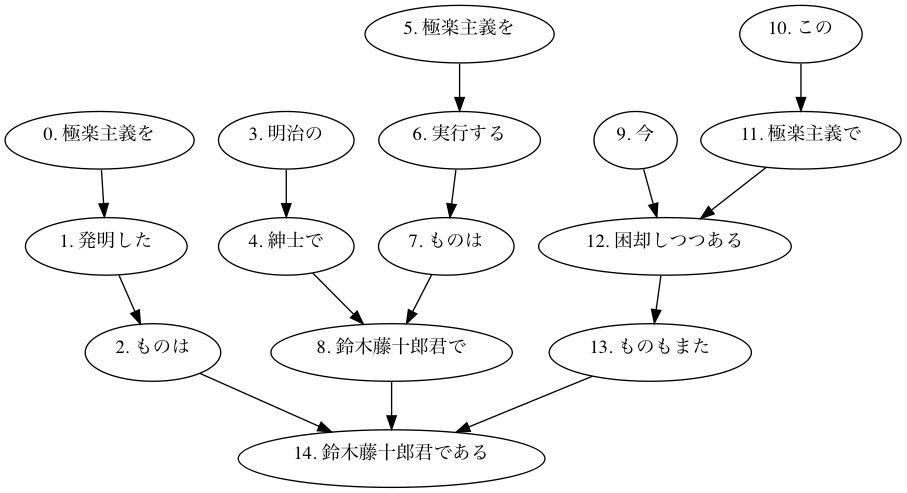 0. 極楽主義を
1. 発明した
2. ものは
3. 明治の
4. 紳士で
5. 極楽主義を
6. 実行する
7. ものは
8. 鈴木藤十郎君で
9. 今
10. この
11. 極楽主義で
12. 困却しつつある
13. ものもまた
14. 鈴木藤十郎君である